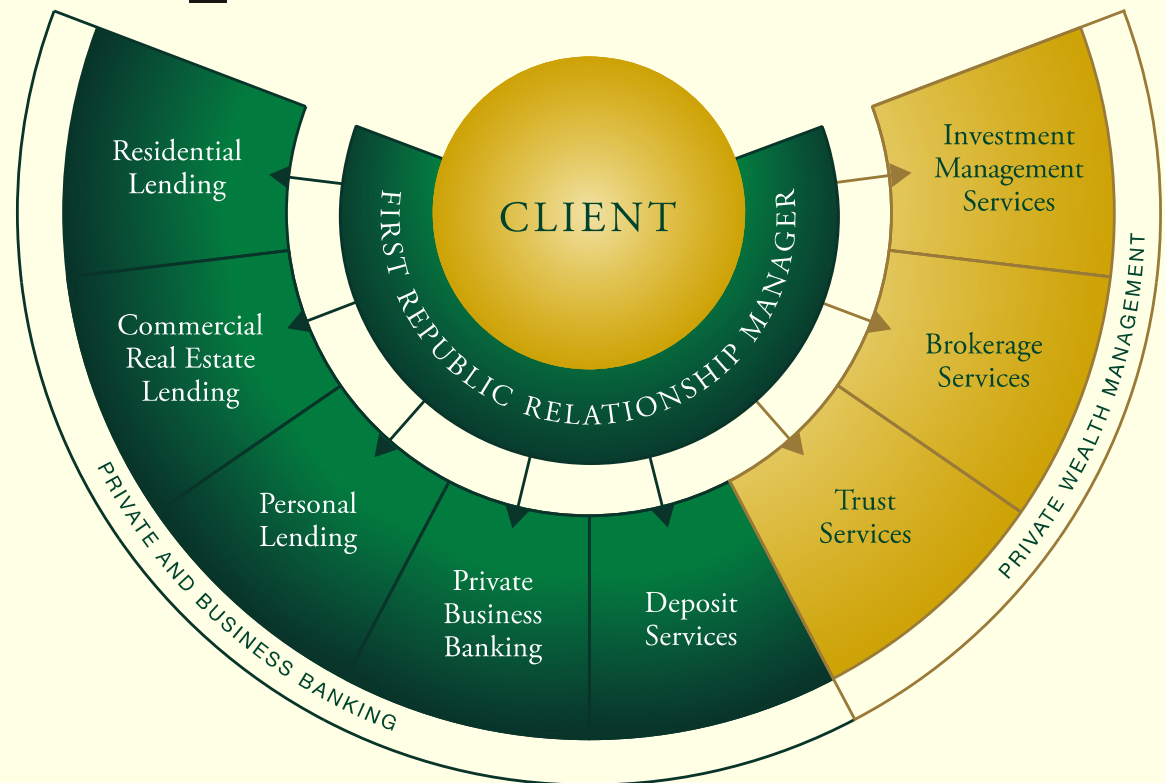 CLIENT
FIRST REPUBLIC RELATIONSHIP MANAGER
Residential
Lending
Commercial
Real Estate
Lending
Personal
Lending
Private
Business
Banking
Deposit
Services
Trust
Services
Brokerage
Services
Investment
Management
Services
PRIVATE AND BUSINESS BANKING
PRIVATE WEALTH MANAGEMENT